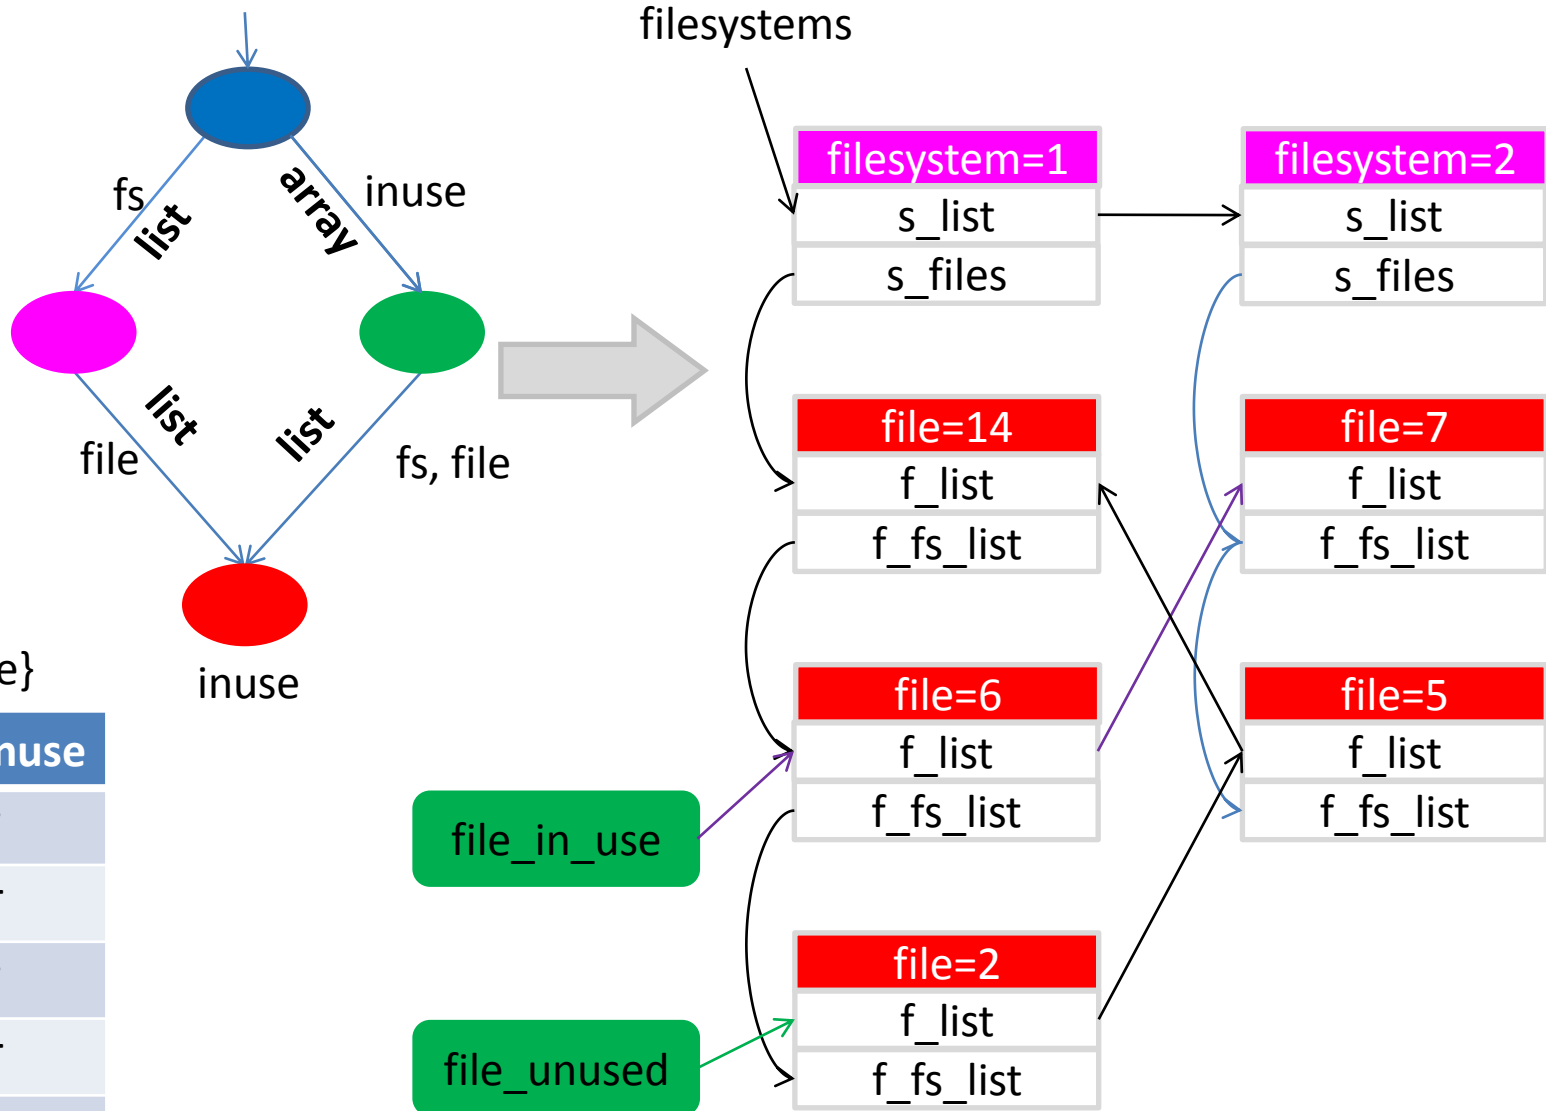 filesystems
fs
list
array
inuse
list
file
list
fs, file
inuse
e}
nuse
filesystem=1
s_list
s_files
filesystem=2
s_list
s_files
file=14
f_list
f_fs_list
file=7
f_list
f_fs_list
file=6
f_list
f_fs_list
file=5
f_list
f_fs_list
file_in_use
file=2
f_list
f_fs_list
file_unused